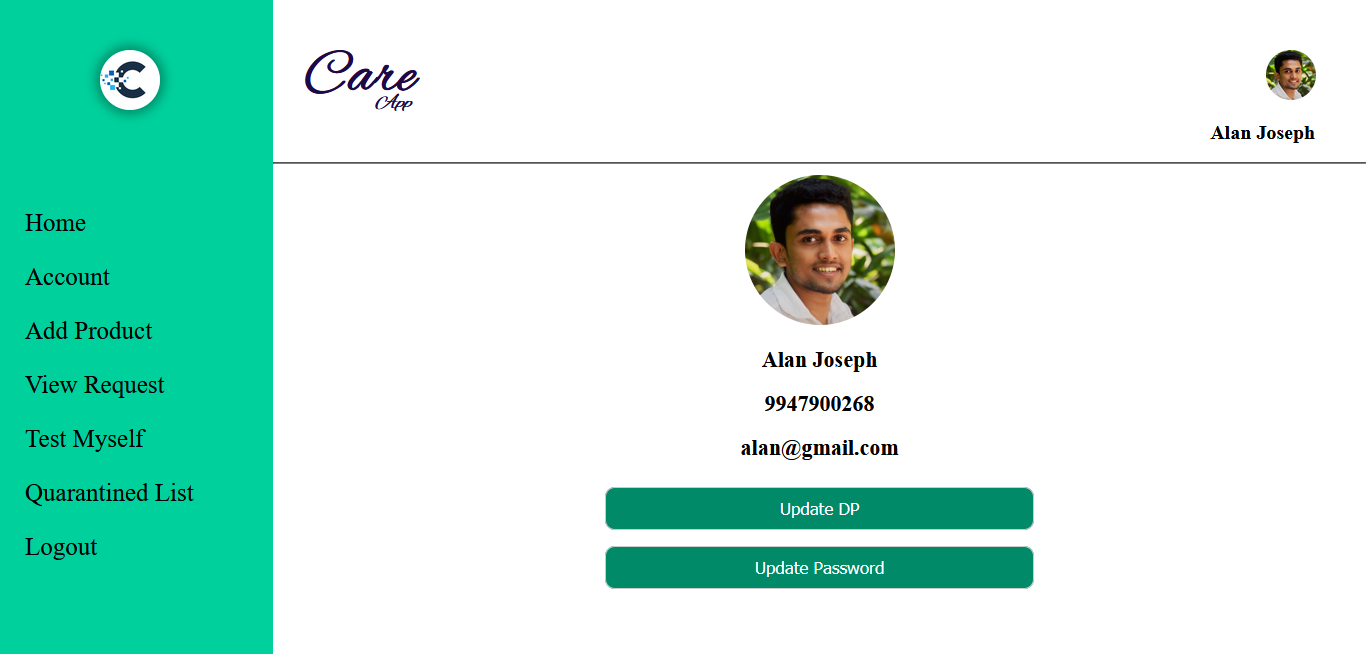 Care
App
Alan Joseph
Home
Account
Add Product
View Request
Test Myself
Quarantined List
Logout
Alan Joseph
9947900268
alan@gmail.com
Update DP
Update Password